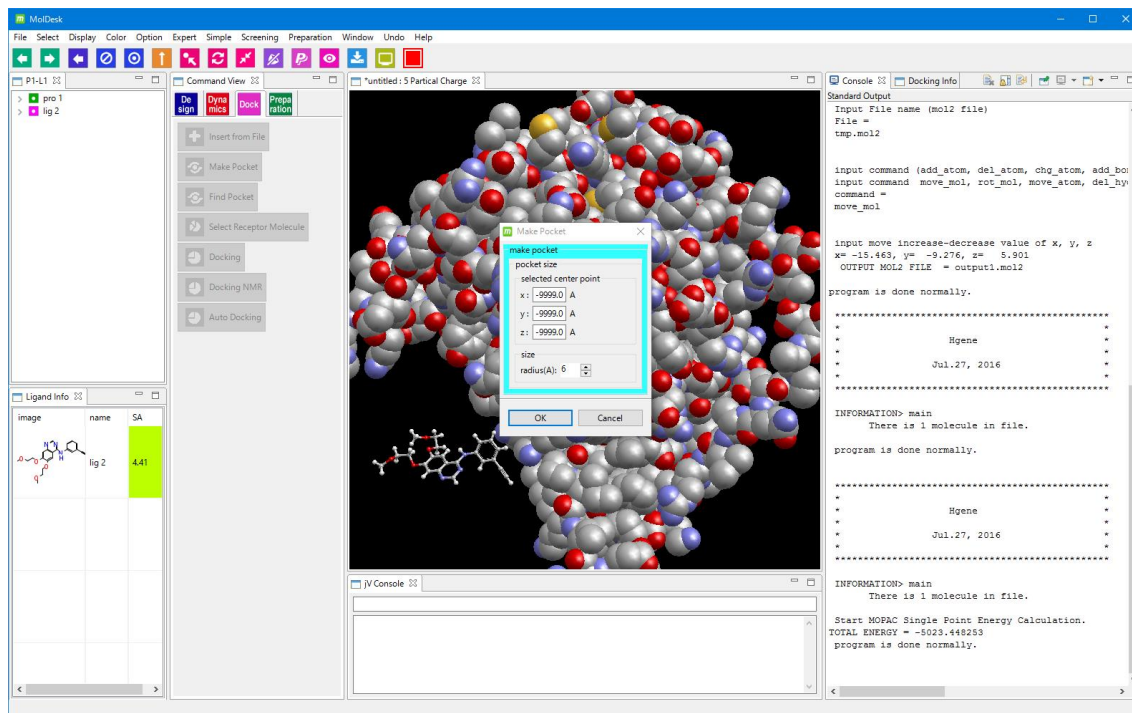 MolDesk
File Select Display Color Option Expert Simple Screening Preparation Window Undo Help
P1-L1
pro 1
lig 2
Ligand Info
image name SA
N N
N
H
lig 2 4.41
Command View
De sign
Dyna mics
Dock
Prepa ration
Insert from File
Make Pocket
Find Pocket
Select Receptor Molecule
Docking
Docking NMR
Auto Docking
*untitled : 5 Partical Charge
Make Pocket
make pocket
pocket size
selected center point
x : -9999.0 A
y : -9999.0 A
z : -9999.0 A
size
radius(A): 6
OK Cancel
jV Console
Console Docking Info
Standard Output
Input File name (mol2 file)
File =
tmp.mol2
input command (add_atom, del_atom, chg_atom, add_bo
input command move_mol, rot_mol, move_atom, del_hy
command =
move_mol
input move increase-decrease value of x, y, z
x= -15.463, y= -9.276, z= 5.901
OUTPUT MOL2 FILE = output1.mol2
program is done normally.
**************************************************
* *
* Hgene *
* *
* Jul.27, 2016 *
* *
**************************************************
INFORMATION> main
There is 1 molecule in file.
program is done normally.
**************************************************
* *
* Hgene *
* *
* Jul.27, 2016 *
* *
**************************************************
INFORMATION> main
There is 1 molecule in file.
Start MOPAC Single Point Energy Calculation.
TOTAL ENERGY = -5023.448253
program is done normally.